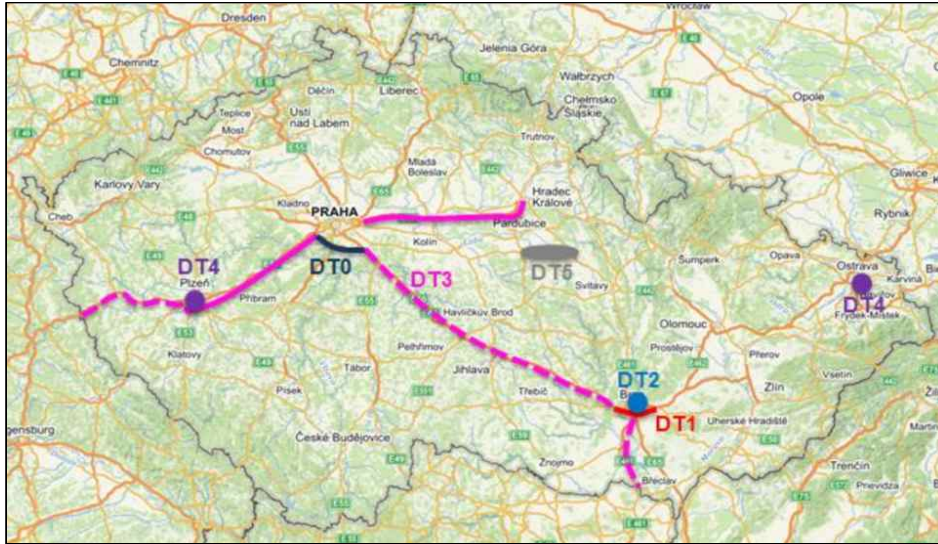 Dresden
Wrocław
Jelenia Góra
Chemnitz
Děčín
Liberec
Wałbrzych
Teplice
Ústí
nad Labem
Chełmsko
Śląskie
Opole
Most
Chomutov
Trutnov
Mladá
Boleslav
Karlovy Vary
Hradec
Králové
Gliwice
Kladno
Cheb
PRAHA
Pardubice
Rybnik
Kolín
DT4
Plzeň
DT0
DT3
DT5
Šumperk
Opava
Ostrava
Karviná
Příbram
Svitavy
DT4
Frýdek-Místek
Havlíčkův Brod
Klatovy
Olomouc
Pelhřimov
Tábor
Jihlava
Prostějov
Přerov
Písek
Třebíč
DT2
Vsetín
Zlín
DT1
Uherské Hradiště
České Budějovice
Znojmo
Břeclav
Trenčín
Prievidza